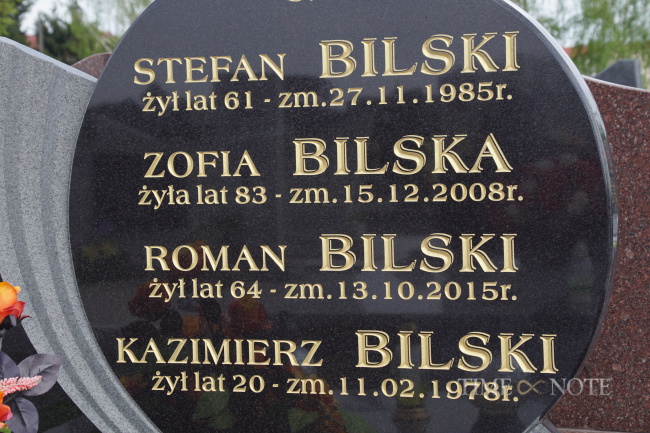 STEFAN BILSKI
żył lat 61 - zm.27.11.1985r.
ZOFIA BILSKA
żyła lat 83 - zm.15.12.2008r.
ROMAN BILSKI
żył lat 64 - zm.13.10.2015r.
KAZIMIERZ BILSKI
żył lat 20 - zm.11.02.1978r.
TIME NOTE